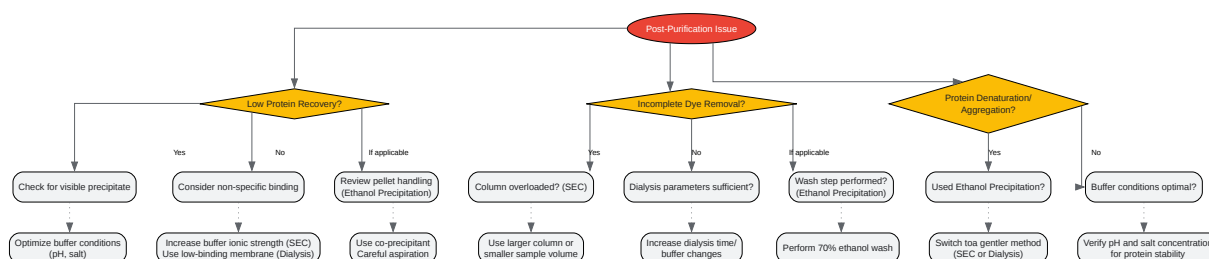 Post-Purification Issue
Low Protein Recovery?
Incomplete Dye Removal?
Protein Denaturation/
Aggregation?
Yes
No
If applicable
Yes
No
If applicable
Yes
No
Check for visible precipitate
Consider non-specific binding
Review pellet handling
(Ethanol Precipitation)
Column overloaded? (SEC)
Dialysis parameters sufficient?
Wash step performed?
(Ethanol Precipitation)
Used Ethanol Precipitation?
Buffer conditions optimal?
Optimize buffer conditions
(pH, salt)
Increase buffer ionic strength (SEC)
Use low-binding membrane (Dialysis)
Use co-precipitant
Careful aspiration
Use larger column or
smaller sample volume
Increase dialysis time/
buffer changes
Perform 70% ethanol wash
Switch toa gentler method
(SEC or Dialysis)
Verify pH and salt concentration
for protein stability